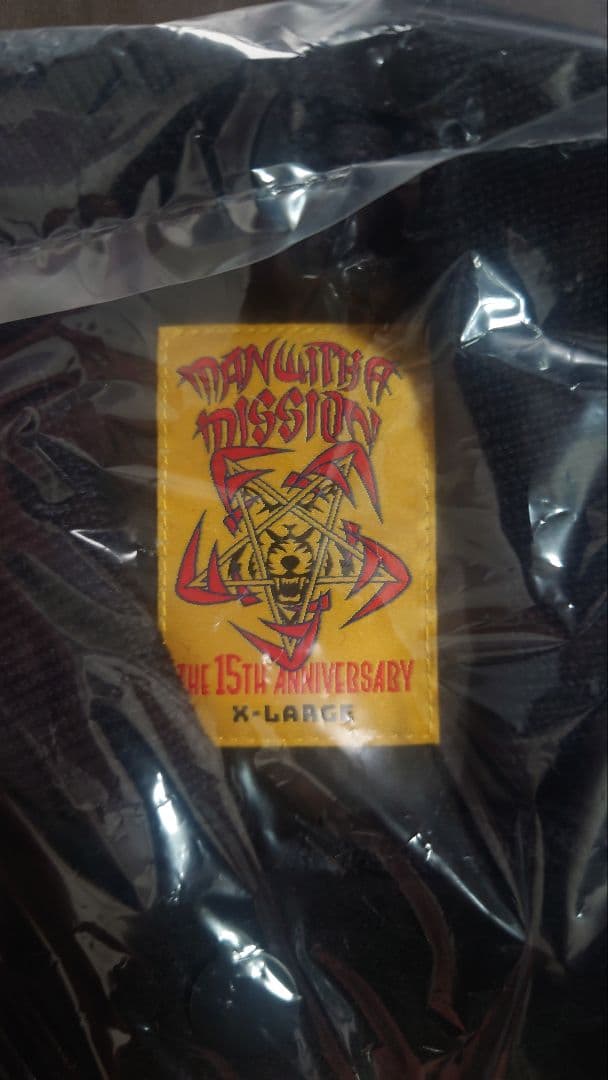 MAN WITH A
MISSION
THE 15TH ANNIVERSARY
X-LARGE